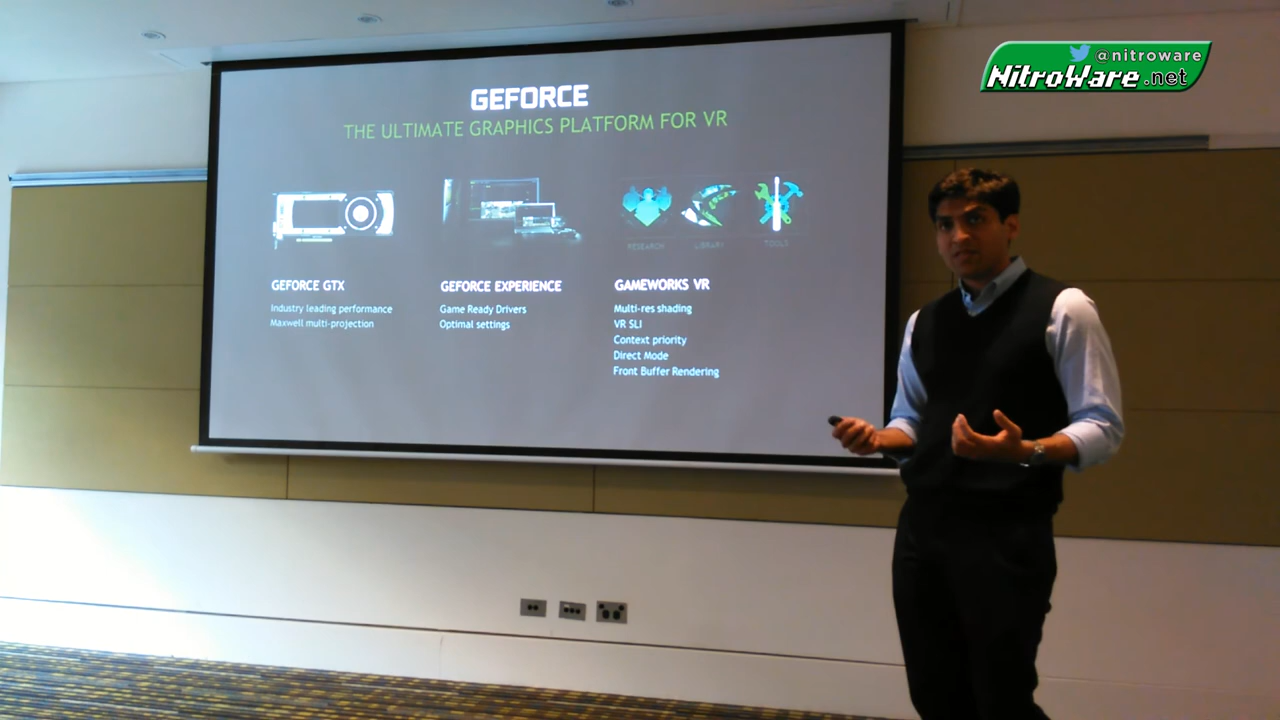 @nitroware
NitroWare.net
GEFORCE
THE ULTIMATE GRAPHICS PLATFORM FOR VR
RESEARCH
LIBRARY
TOOLS
GEFORCE GTX
Industry leading performance
Maxwell multi-projection
GEFORCE EXPERIENCE
Game Ready Drivers
Optimal settings
GAMEWORKS VR
Multi-res shading
VR SLI
Context priority
Direct Mode
Front Buffer Rendering